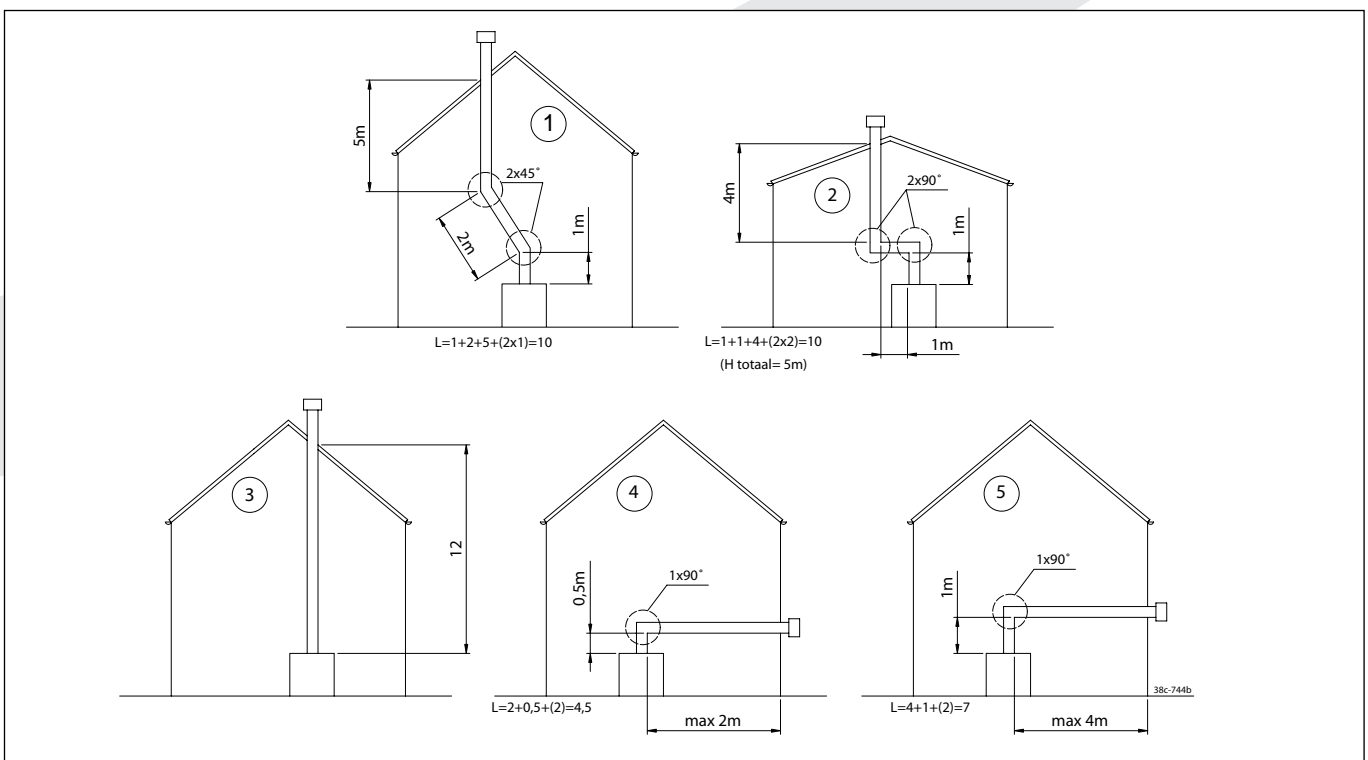 1
5m
2x45°
1m
2m
L=1+2+5+(2x1)=10
2
4m
2x90°
1m
L=1+1+4+(2x2)=10
1m
(H totaal= 5m)
3
12
4
1x90°
0,5m
L=2+0,5+(2)=4,5
max 2m
5
1x90°
1m
38c-744b
L=4+1+(2)=7
max 4m